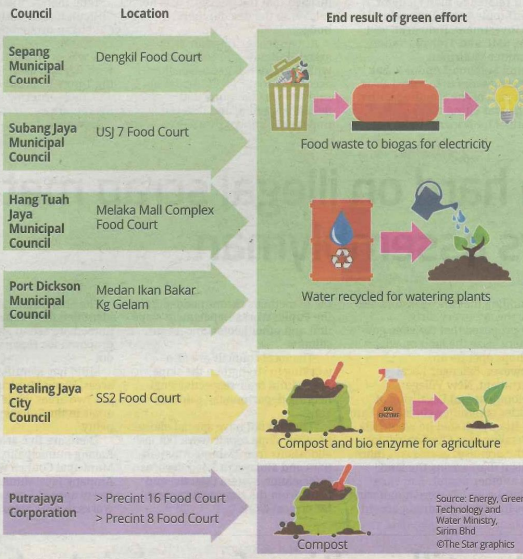 Council
Location
End result of green effort
Sepang
Municipal
Council
Dengkil Food Court
Subang Jaya
Municipal
Council
USJ 7 Food Court
Hang Tuah
Jaya
Municipal
Council
Melaka Mall Complex
Food Court
Port Dickson
Municipal
Council
Medan Ikan Bakar
Kg Gelam
Food waste to biogas for electricity
Water recycled for watering plants
Petaling Jaya
City
Council
SS2 Food Court
BIO
ENZYME
Compost and bio enzyme for agriculture
Putrajaya
Corporation
> Precint 16 Food Court
> Precint 8 Food Court
Compost
Source: Energy, Green
Technology and
Water Ministry,
Sirim Bhd
©The Star graphics